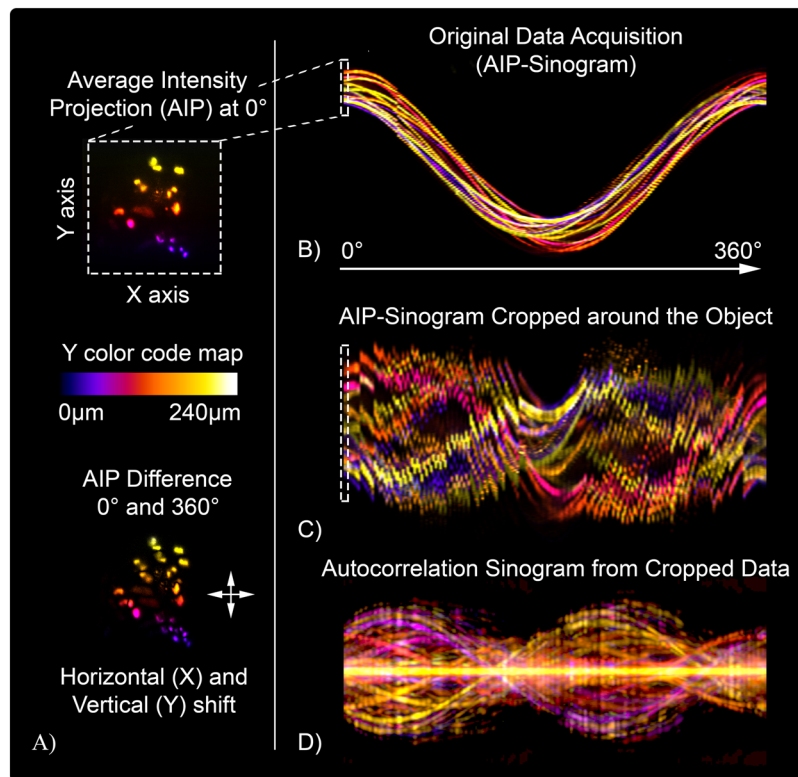 Average Intensity
Projection (AIP) at 0°
Y axis
X axis
Y color code map
0µm 240µm
AIP Difference
0° and 360°
Horizontal (X) and
Vertical (Y) shift
A)
Original Data Acquisition
(AIP-Sinogram)
B)
0° 360°
AIP-Sinogram Cropped around the Object
C)
Autocorrelation Sinogram from Cropped Data
D)